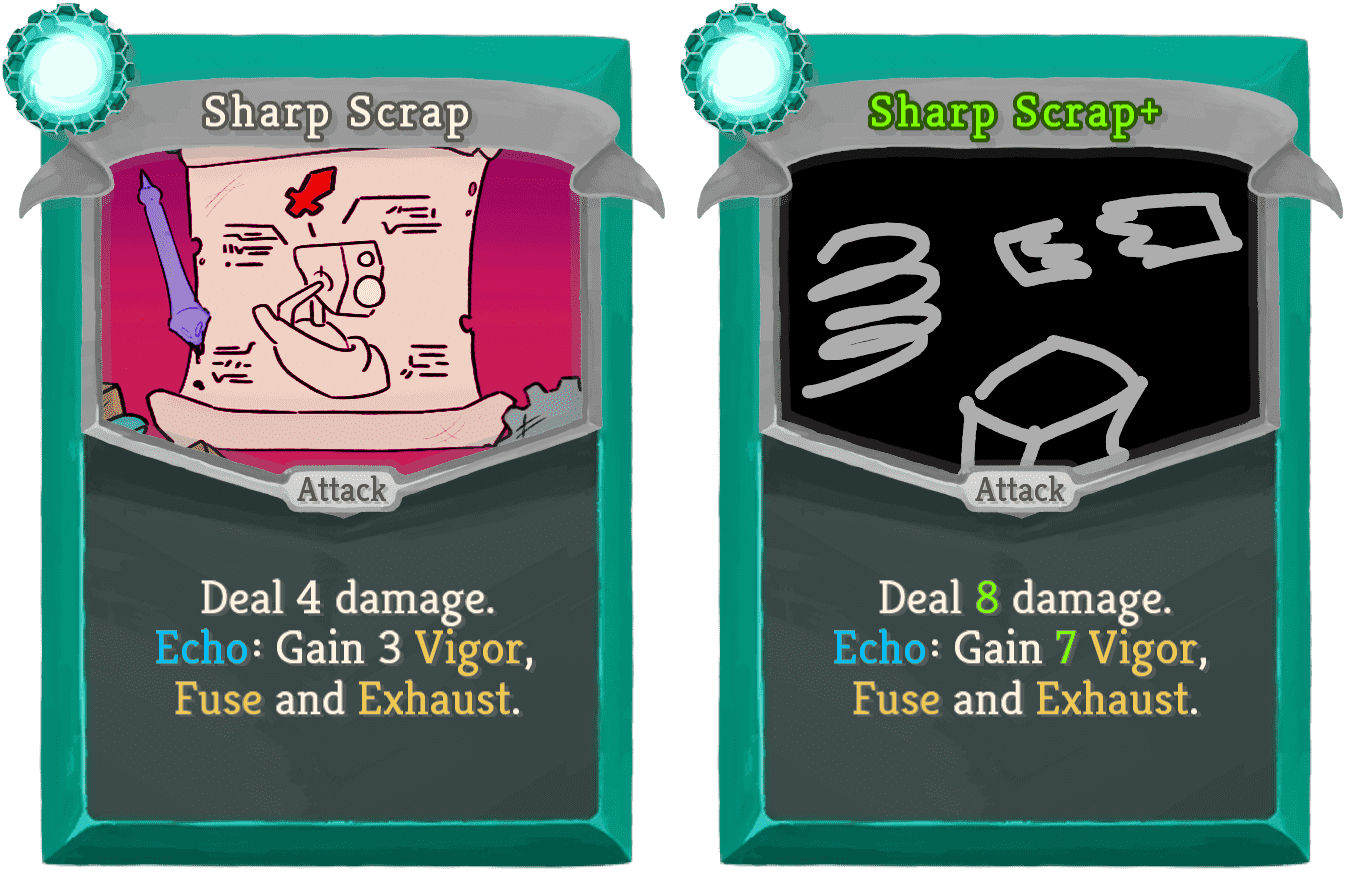 Sharp Scrap
Attack
Deal 4 damage.
Echo: Gain 3 Vigor,
Fuse and Exhaust.
Sharp Scrap+
Attack
Deal 8 damage.
Echo: Gain 7 Vigor,
Fuse and Exhaust.